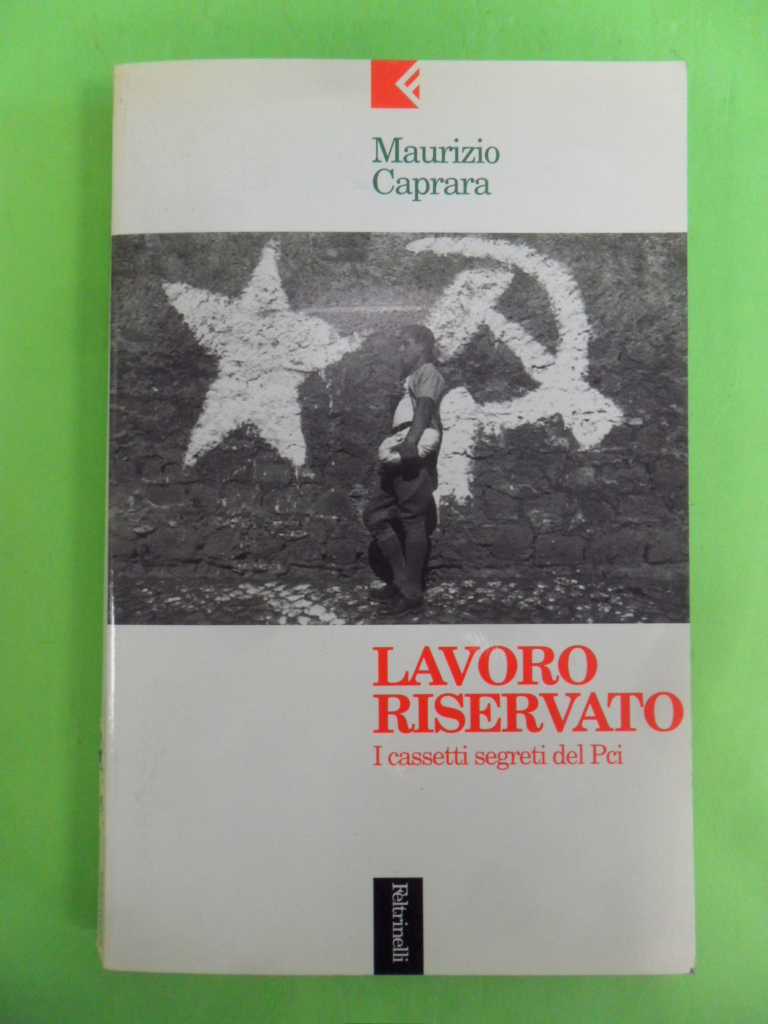 Maurizio
Caprara
LAVORO
RISERVATO
I cassetti segreti del Pci
Feltrinelli